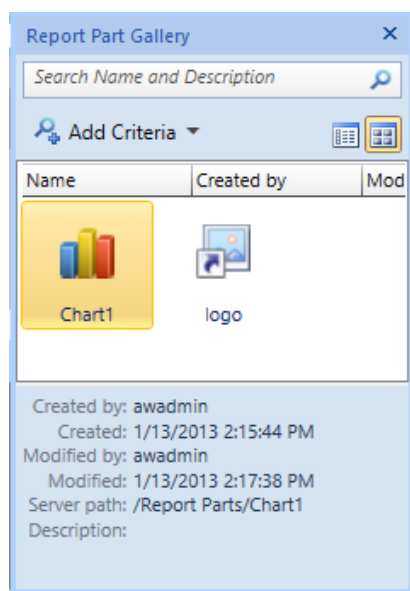 Report Part Gallery
Search Name and Description
Add Criteria
Name Created by Mod
Chart1 logo
Created by: awadmin
Created: 1/13/2013 2:15:44 PM
Modified by: awadmin
Modified: 1/13/2013 2:17:38 PM
Server path: /Report Parts/Chart1
Description: